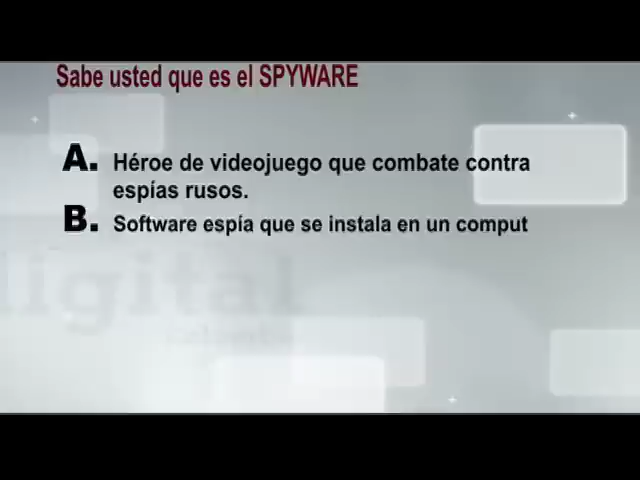 Sabe usted que es el SPYWARE
A. Héroe de videojuego que combate contra
espías rusos.
B. Software espía que se instala en un comput
digital